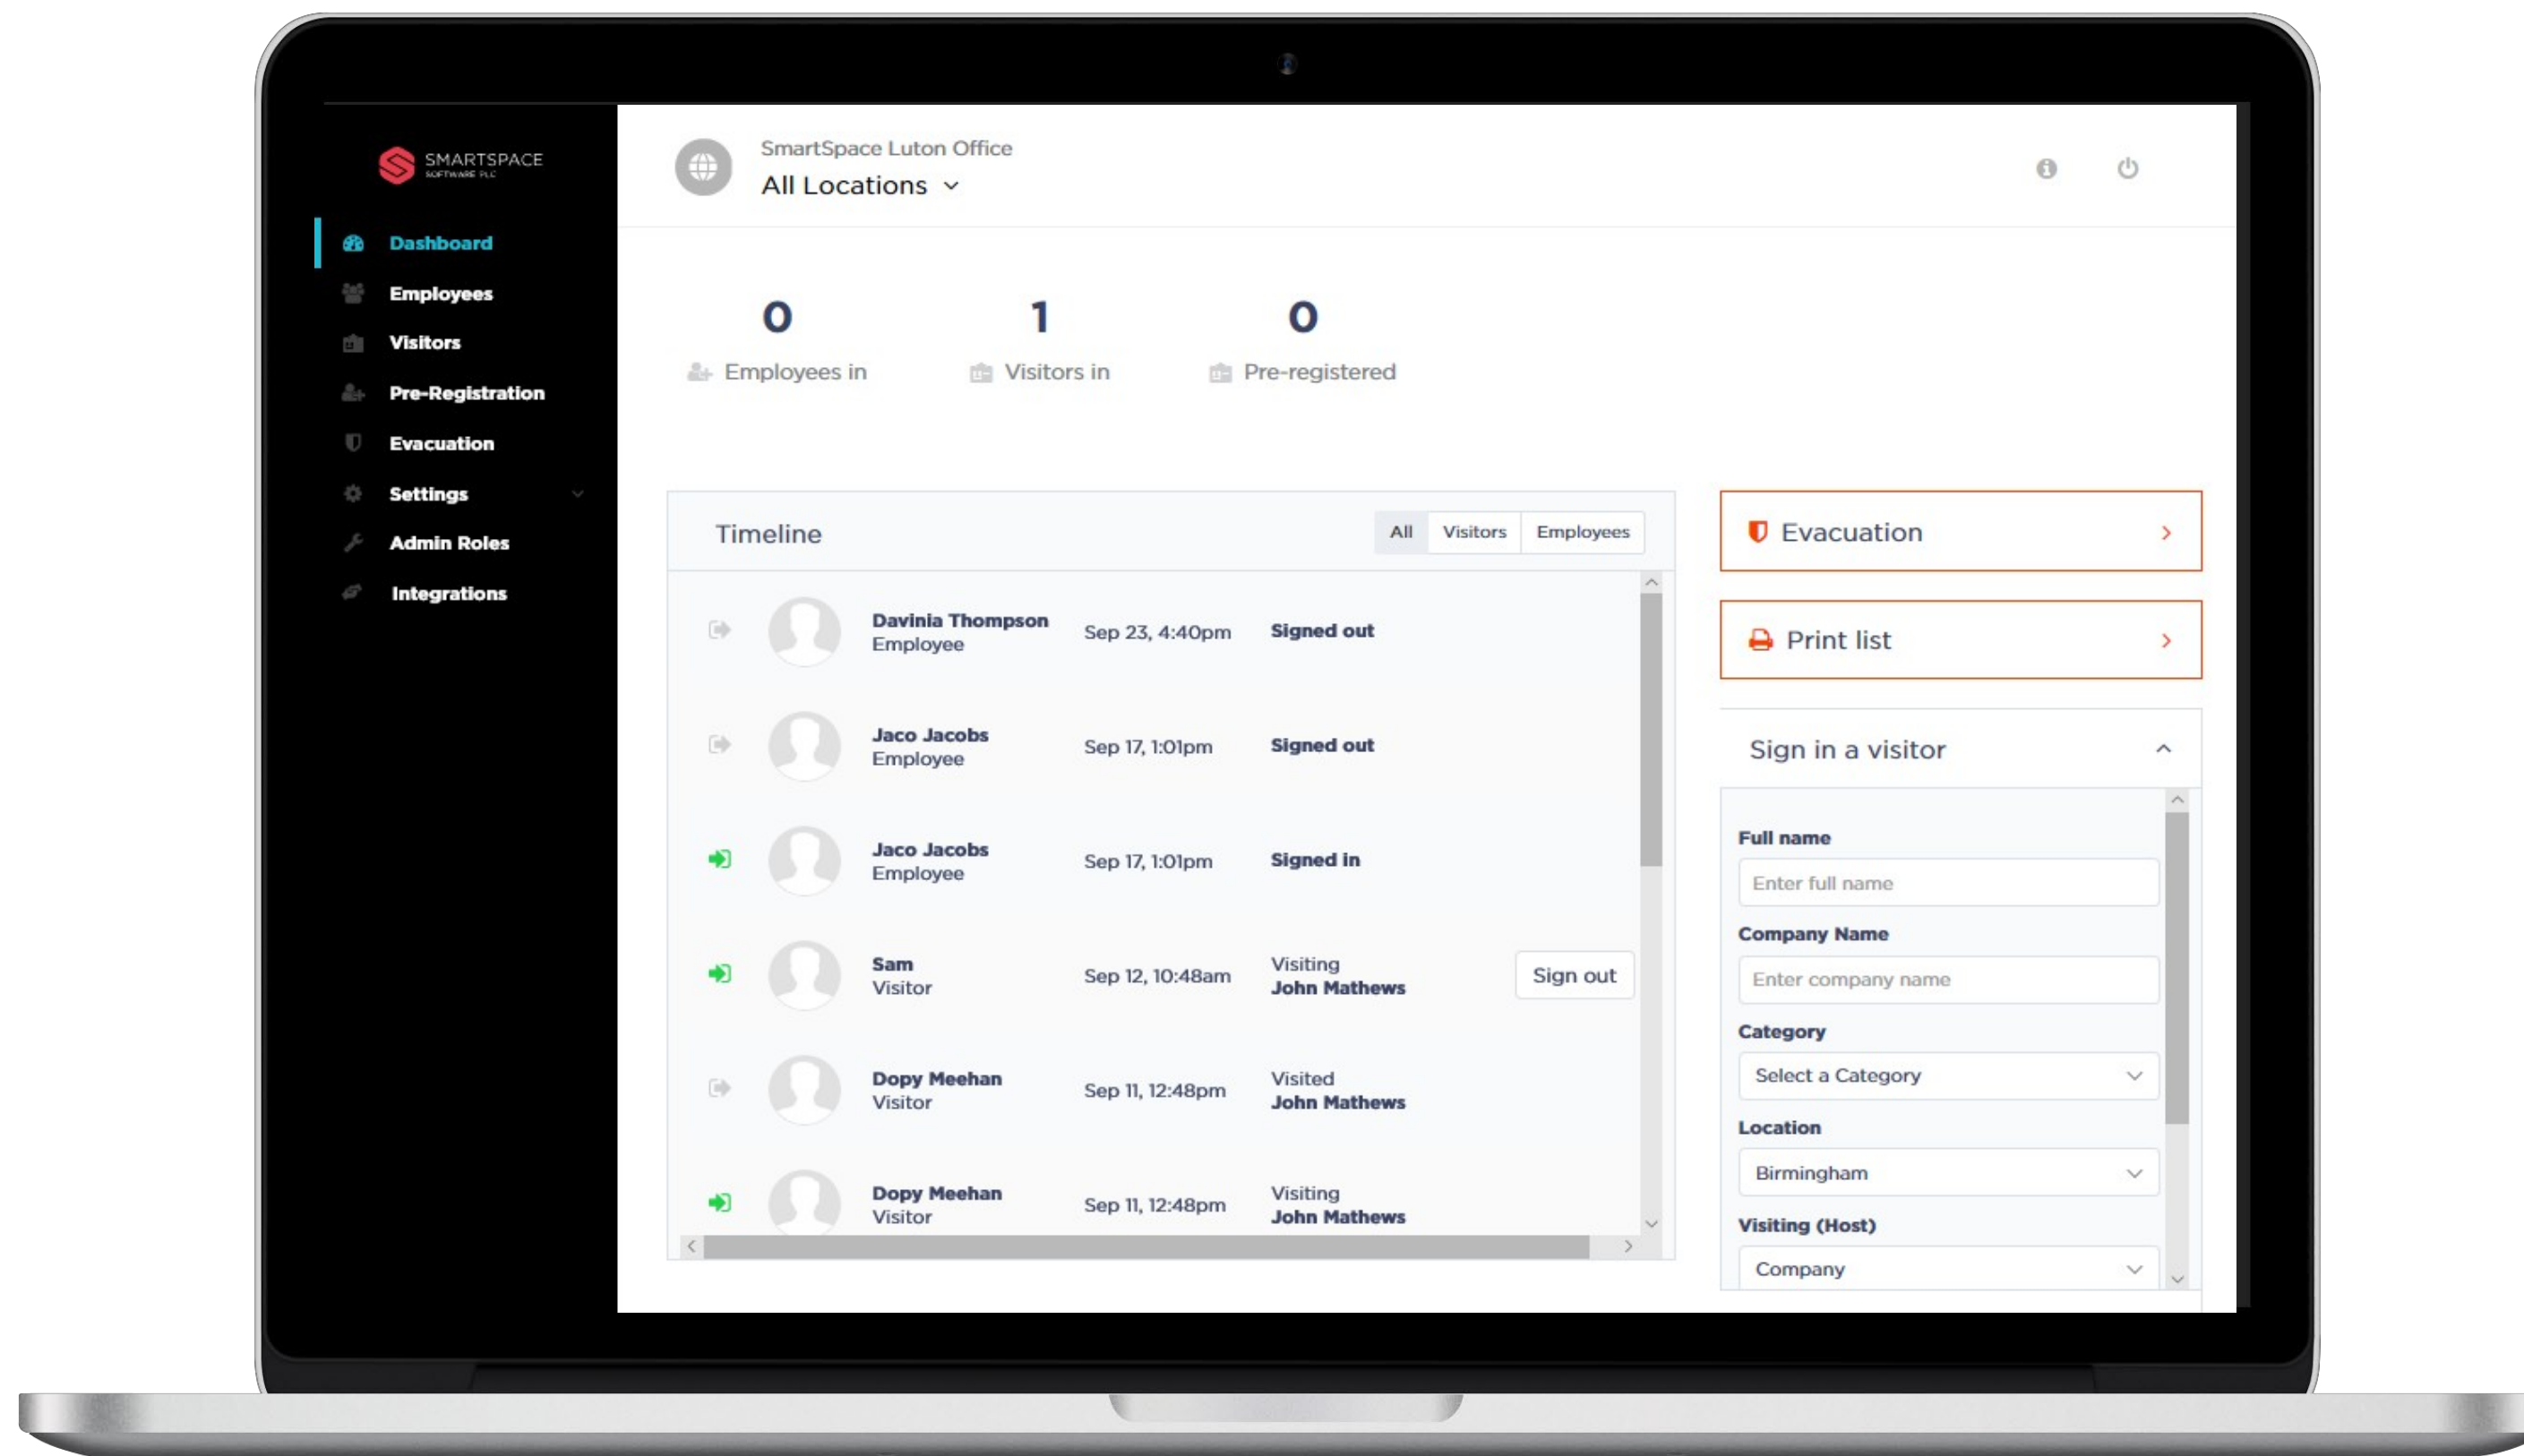 SMARTSPACE
SOFTWARE PLC
Dashboard
Employees
Visitors
Pre-Registration
Evacuation
Settings
Admin Roles
Integrations
SmartSpace Luton Office
All Locations
0
Employees in
1
Visitors in
0
Pre-registered
Timeline
All Visitors Employees
Davinia Thompson
Employee
Sep 23, 4:40pm
Signed out
Jaco Jacobs
Employee
Sep 17, 1:01pm
Signed out
Jaco Jacobs
Employee
Sep 17, 1:01pm
Signed in
Sam
Visitor
Sep 12, 10:48am
Visiting
John Mathews
Sign out
Dopy Meehan
Visitor
Sep 11, 12:48pm
Visited
John Mathews
Dopy Meehan
Visitor
Sep 11, 12:48pm
Visiting
John Mathews
Evacuation
Print list
Sign in a visitor
Full name
Enter full name
Company Name
Enter company name
Category
Select a Category
Location
Birmingham
Visiting (Host)
Company